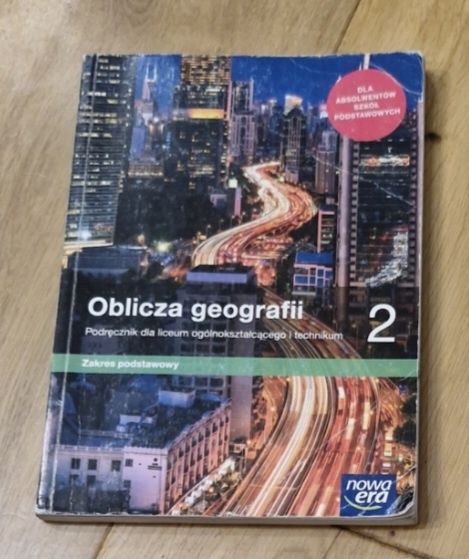 DLA
ABSOLWENTÓW
SZKÓŁ
PODSTAWOWYCH
Oblicza geografii 2
Podręcznik dla liceum ogólnokształcącego i technikum
Zakres podstawowy
nowa
era